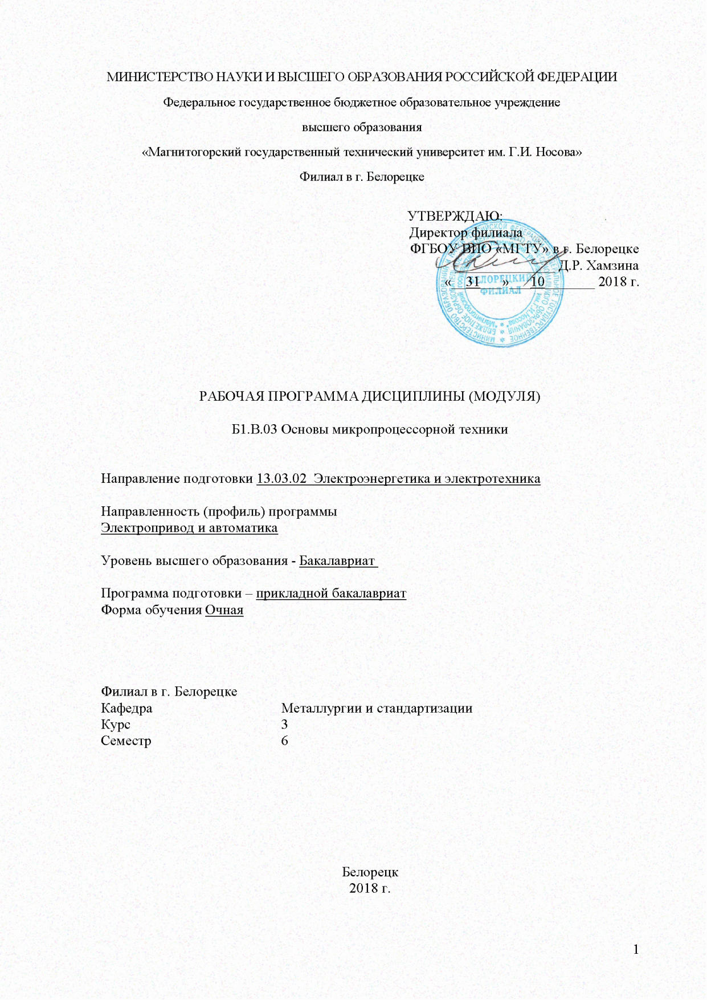 МИНИСТЕРСТВО НАУКИ И ВЫСШЕГО ОБРАЗОВАНИЯ РОССИЙСКОЙ ФЕДЕРАЦИИ
Федеральное государственное бюджетное образовательное учреждение
высшего образования
«Магнитогорский государственный технический университет им. Г.И. Носова»
Филиал в г. Белорецке
УТВЕРЖДАЮ:
Директор филиала
ФГБОУ ВПО «МГТУ» в г. Белорецке
Д.Р. Хамзина
« 31 » 10 2018 г.
БЕЛОРЕЦКИЙ
ФИЛИАЛ
РАБОЧАЯ ПРОГРАММА ДИСЦИПЛИНЫ (МОДУЛЯ)
Б1.В.03 Основы микропроцессорной техники
Направление подготовки 13.03.02 Электроэнергетика и электротехника
Направленность (профиль) программы
Электропривод и автоматика
Уровень высшего образования - Бакалавриат
Программа подготовки – прикладной бакалавриат
Форма обучения Очная
Филиал в г. Белорецке
Кафедра Металлургии и стандартизации
Курс 3
Семестр 6
Белорецк
2018 г.
1